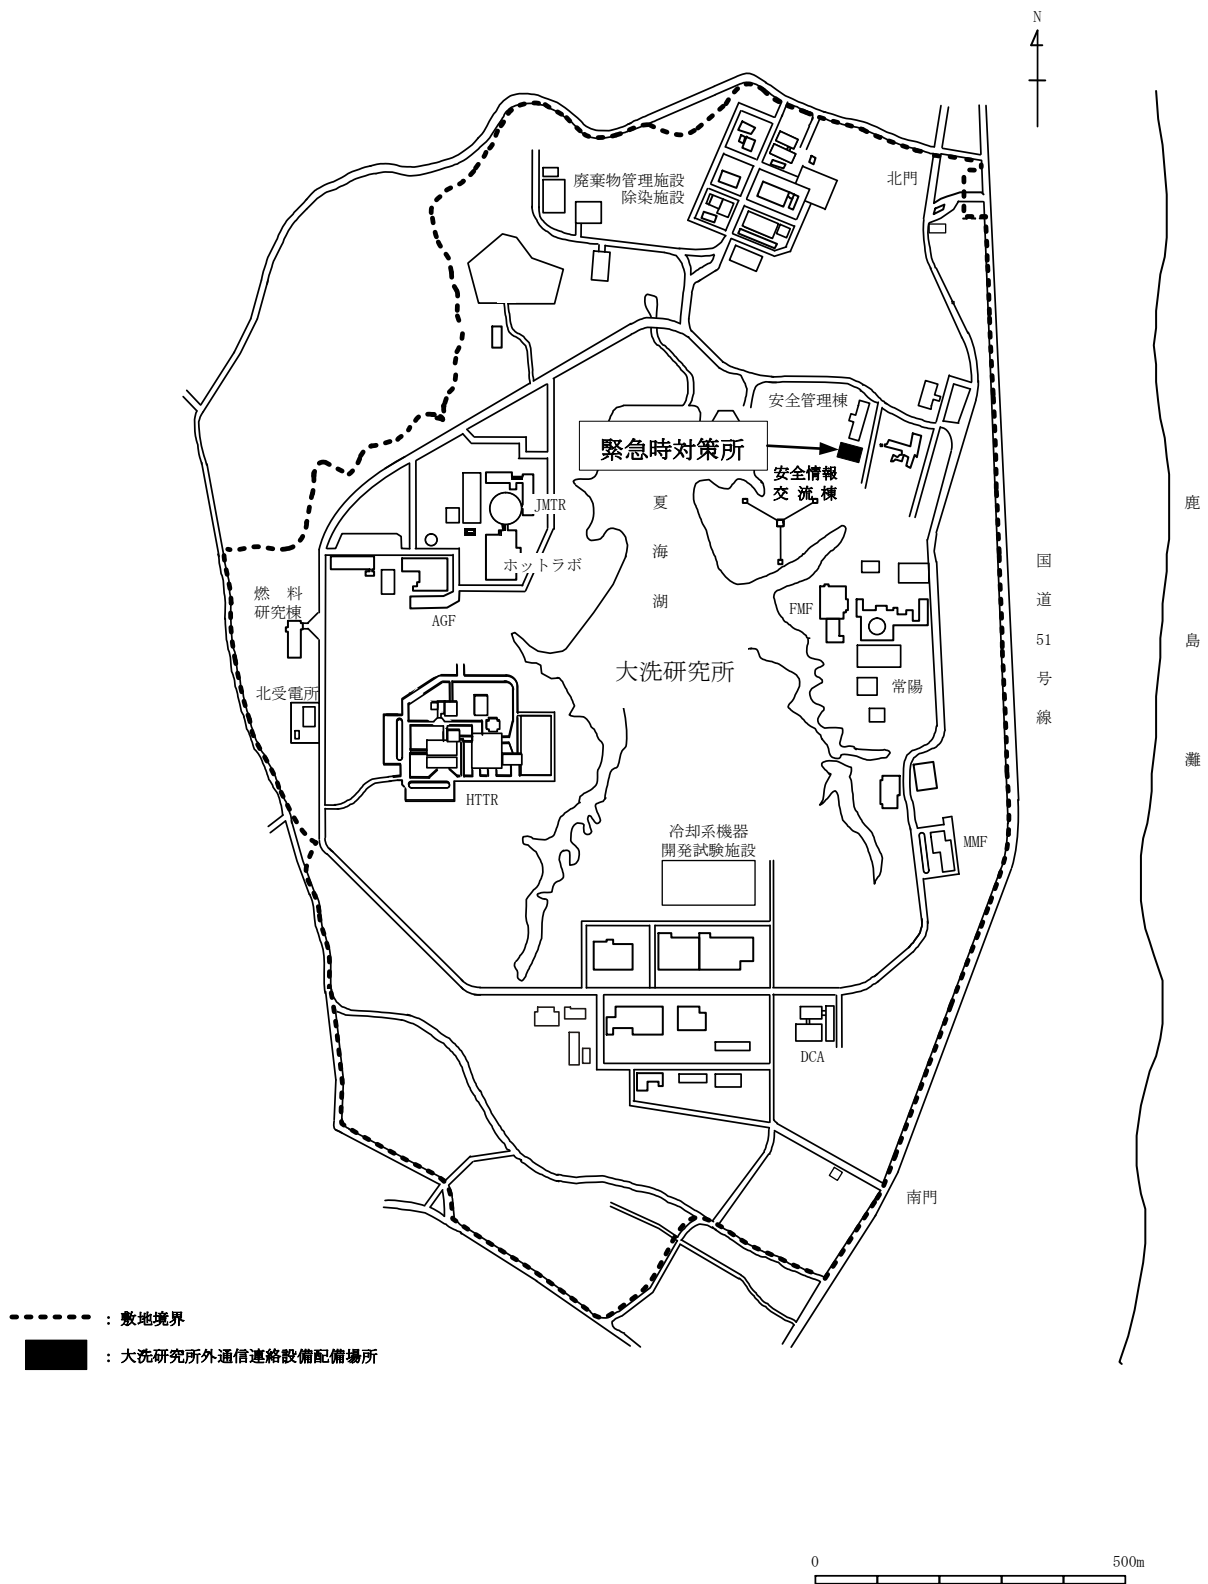 N
北門
廃棄物管理施設
除染施設
安全管理棟
緊急時対策所
安全情報
交流棟
夏海湖
JMTR
ホットラボ
燃料
研究棟
AGF
FMF
国道51号線
鹿島灘
大洗研究所
北受電所
常陽
HTTR
冷却系機器
開発試験施設
MMF
DCA
南門
：敷地境界
：大洗研究所外通信連絡設備配備場所
0 500m